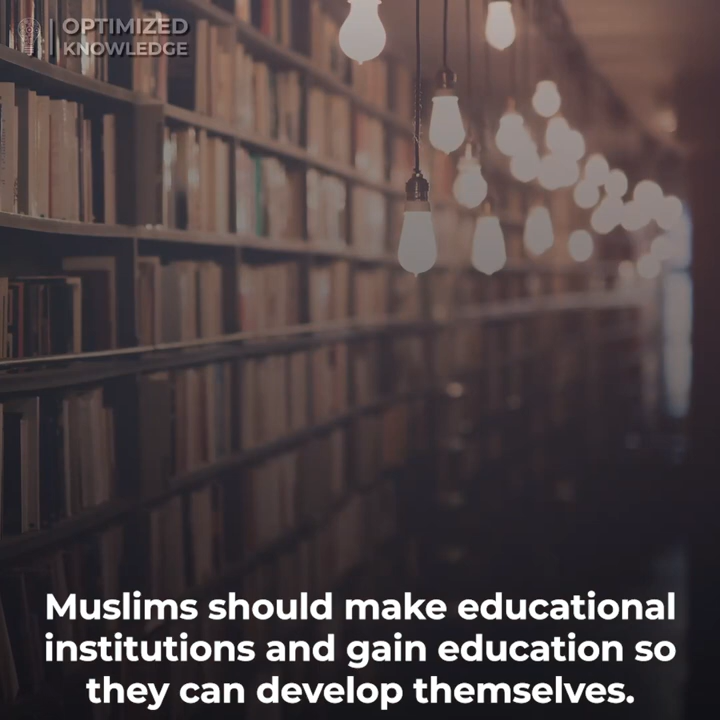 OPTIMIZED
KNOWLEDGE
Muslims should make educational
institutions and gain education so
they can develop themselves.